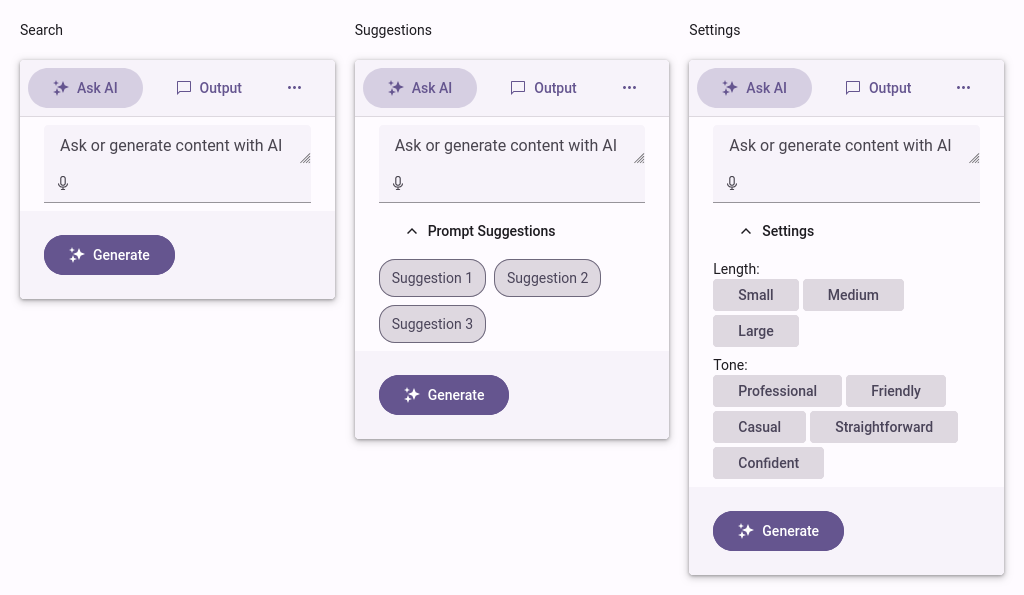 Search
Ask AI
Output
Ask or generate content with AI
Generate
Suggestions
Ask AI
Output
Ask or generate content with AI
Prompt Suggestions
Suggestion 1
Suggestion 2
Suggestion 3
Generate
Settings
Ask AI
Output
Ask or generate content with AI
Settings
Length:
Small
Medium
Large
Tone:
Professional
Friendly
Casual
Straightforward
Confident
Generate